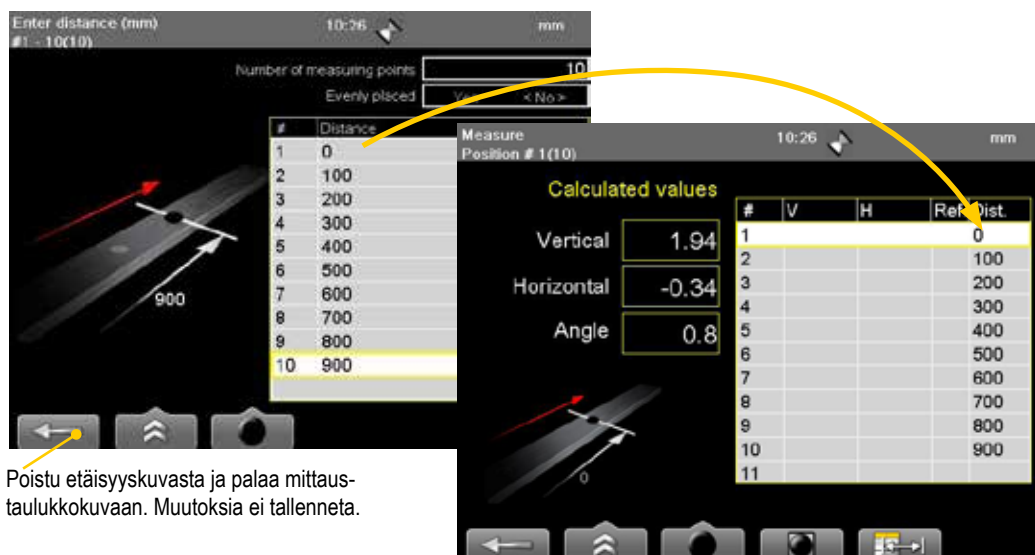 Enter distance (mm)
#1 - 10(10)
10:26
mm
Number of measuring points 10
Evenly placed Yes < No >
# Distance
1 0
2 100
3 200
4 300
5 400
6 500
7 600
8 700
9 800
10 900
900
Poistu etäisyyskuvasta ja palaa mittaus-
taulukkokuvaan. Muutoksia ei tallenneta.
Measure
Position # 1(10)
10:26
mm
Calculated values
Vertical 1.94
Horizontal -0.34
Angle 0.8
# V H Ref Dist.
1 0
2 100
3 200
4 300
5 400
6 500
7 600
8 700
9 800
10 900
11
0